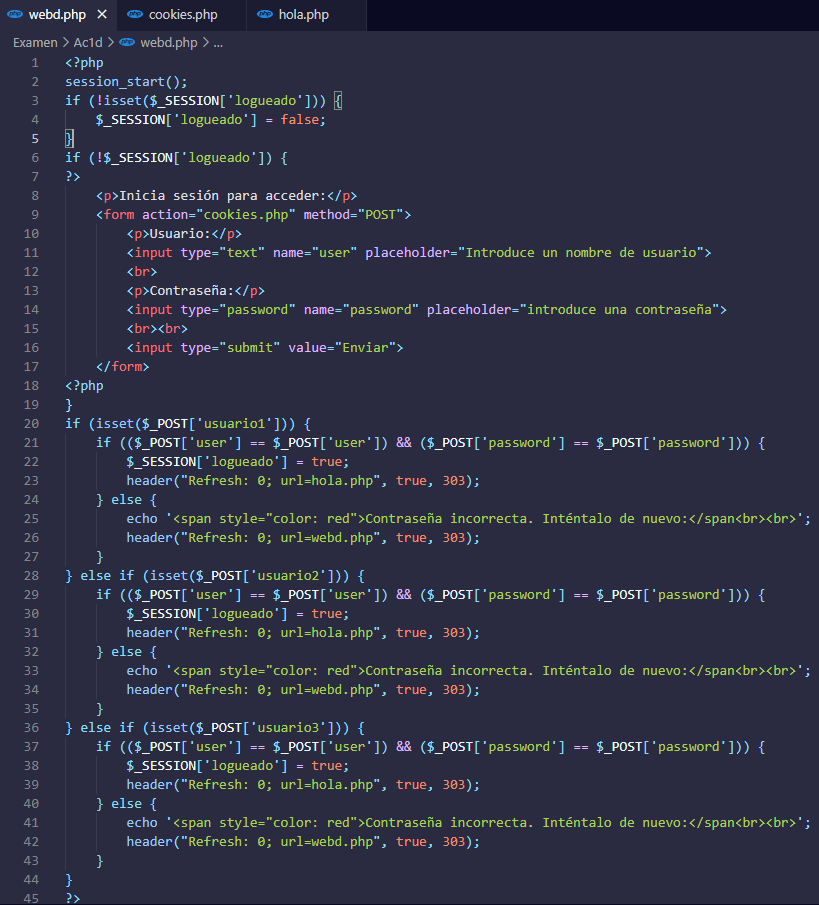 webd.php × cookies.php hola.php
Examen > Ac1d > webd.php > ...
1 <?php
2 session_start();
3 if (!isset($_SESSION['logueado'])) {
4     $_SESSION['logueado'] = false;
5 }
6 if (!$_SESSION['logueado']) {
7 ?>
8     <p>Inicia sesión para acceder:</p>
9     <form action="cookies.php" method="POST">
10         <p>Usuario:</p>
11         <input type="text" name="user" placeholder="Introduce un nombre de usuario">
12         <br>
13         <p>Contraseña:</p>
14         <input type="password" name="password" placeholder="introduce una contraseña">
15         <br><br>
16         <input type="submit" value="Enviar">
17     </form>
18 <?php
19 }
20 if (isset($_POST['usuario1'])) {
21     if (($_POST['user'] == $_POST['user']) && ($_POST['password'] == $_POST['password'])) {
22         $_SESSION['logueado'] = true;
23         header("Refresh: 0; url=hola.php", true, 303);
24     } else {
25         echo '<span style="color: red">Contraseña incorrecta. Inténtalo de nuevo:</span><br><br>';
26         header("Refresh: 0; url=webd.php", true, 303);
27     }
28 } else if (isset($_POST['usuario2'])) {
29     if (($_POST['user'] == $_POST['user']) && ($_POST['password'] == $_POST['password'])) {
30         $_SESSION['logueado'] = true;
31         header("Refresh: 0; url=hola.php", true, 303);
32     } else {
33         echo '<span style="color: red">Contraseña incorrecta. Inténtalo de nuevo:</span><br><br>';
34         header("Refresh: 0; url=webd.php", true, 303);
35     }
36 } else if (isset($_POST['usuario3'])) {
37     if (($_POST['user'] == $_POST['user']) && ($_POST['password'] == $_POST['password'])) {
38         $_SESSION['logueado'] = true;
39         header("Refresh: 0; url=hola.php", true, 303);
40     } else {
41         echo '<span style="color: red">Contraseña incorrecta. Inténtalo de nuevo:</span><br><br>';
42         header("Refresh: 0; url=webd.php", true, 303);
43     }
44 }
45 ?>